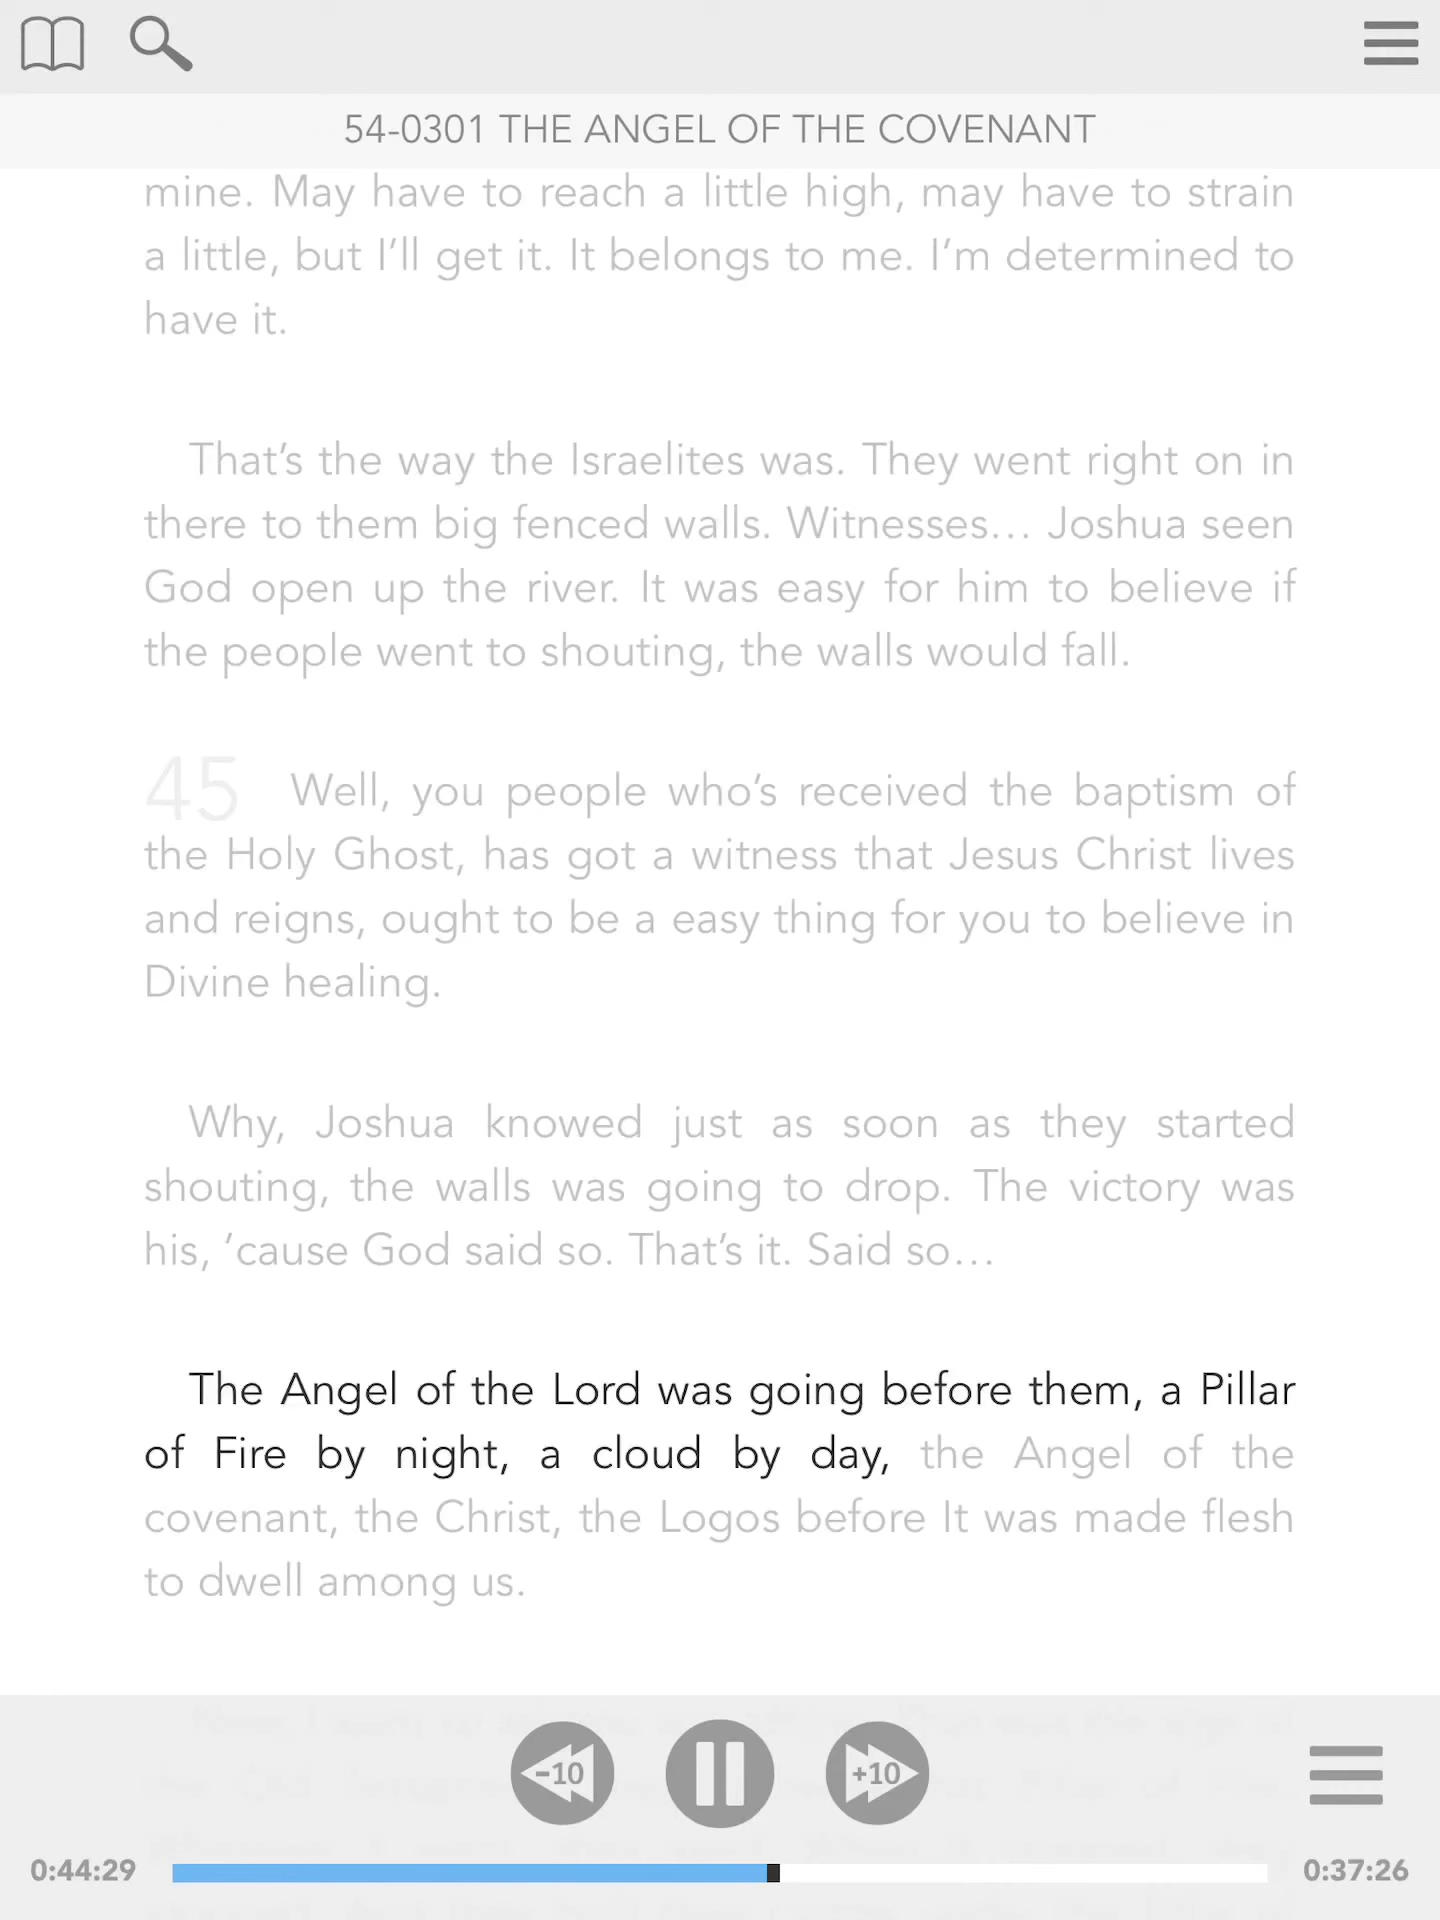 54-0301 THE ANGEL OF THE COVENANT
mine. May have to reach a little high, may have to strain
a little, but I’ll get it. It belongs to me. I’m determined to
have it.
That’s the way the Israelites was. They went right on in
there to them big fenced walls. Witnesses… Joshua seen
God open up the river. It was easy for him to believe if
the people went to shouting, the walls would fall.
45 Well, you people who’s received the baptism of
the Holy Ghost, has got a witness that Jesus Christ lives
and reigns, ought to be a easy thing for you to believe in
Divine healing.
Why, Joshua knowed just as soon as they started
shouting, the walls was going to drop. The victory was
his, ’cause God said so. That’s it. Said so…
The Angel of the Lord was going before them, a Pillar
of Fire by night, a cloud by day, the Angel of the
covenant, the Christ, the Logos before It was made flesh
to dwell among us.
-10 +10
0:44:29 0:37:26